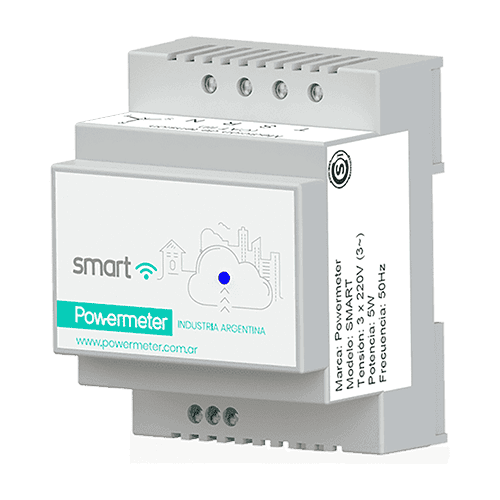 N R S T
smart
Powermeter
INDUSTRIA ARGENTINA
www.powermeter.com.ar
Marca: Powermeter
Modelo: SMART
Tensión: 3 x 220V (3~)
Potencia: 5W
Frecuencia: 50Hz
S